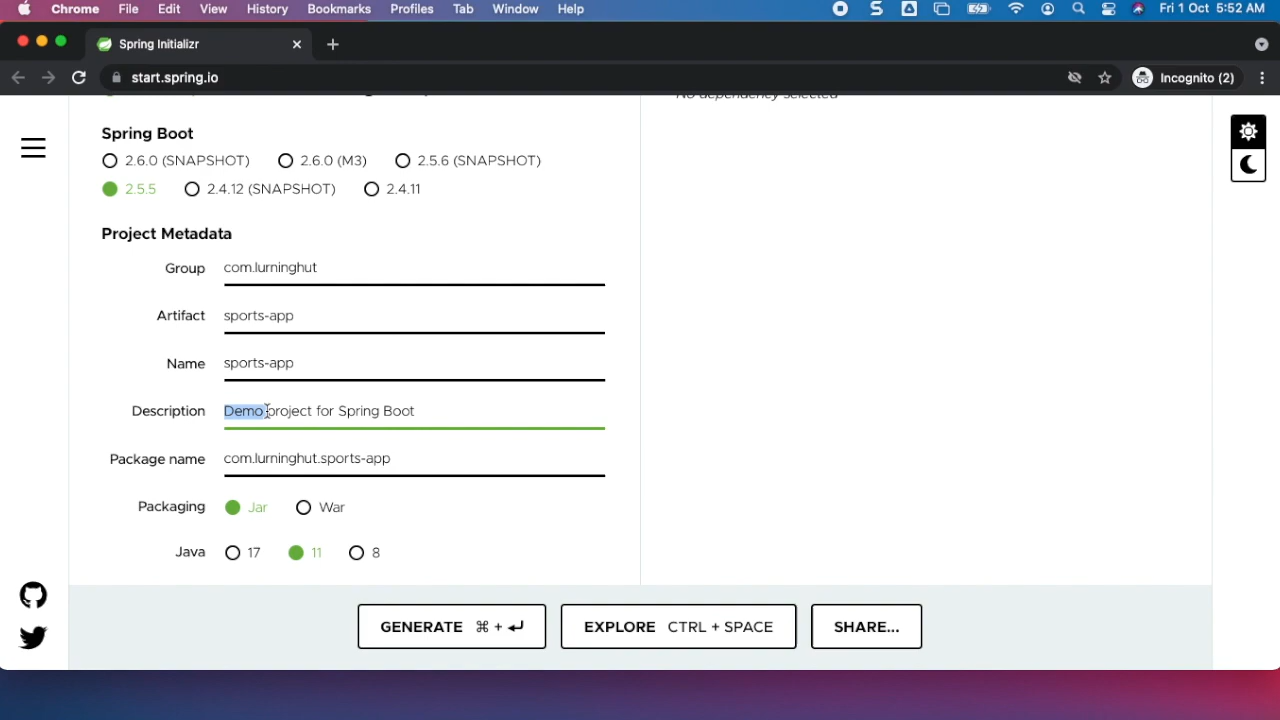 Chrome File Edit View History Bookmarks Profiles Tab Window Help Fri 1 Oct 5:52 AM
Spring Initializr
start.spring.io Incognito (2)
No dependency selected
Spring Boot
2.6.0 (SNAPSHOT) 2.6.0 (M3) 2.5.6 (SNAPSHOT)
2.5.5 2.4.12 (SNAPSHOT) 2.4.11
Project Metadata
Group com.lurninghut
Artifact sports-app
Name sports-app
Description Demo project for Spring Boot
Package name com.lurninghut.sports-app
Packaging Jar War
Java 17 11 8
GENERATE ⌘ + ↵ EXPLORE CTRL + SPACE SHARE...